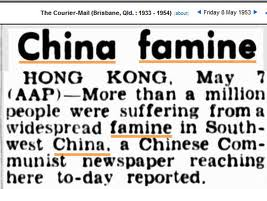 The Courier-Mail (Brisbane, Qld. : 1933 - 1954) about Friday 8 May 1953
China famine
HONG KONG, May 7
(AAP)—More than a million
people were suffering from a
widespread famine in South-
west China, a Chinese Com-
munist newspaper reaching
here to-day reported.